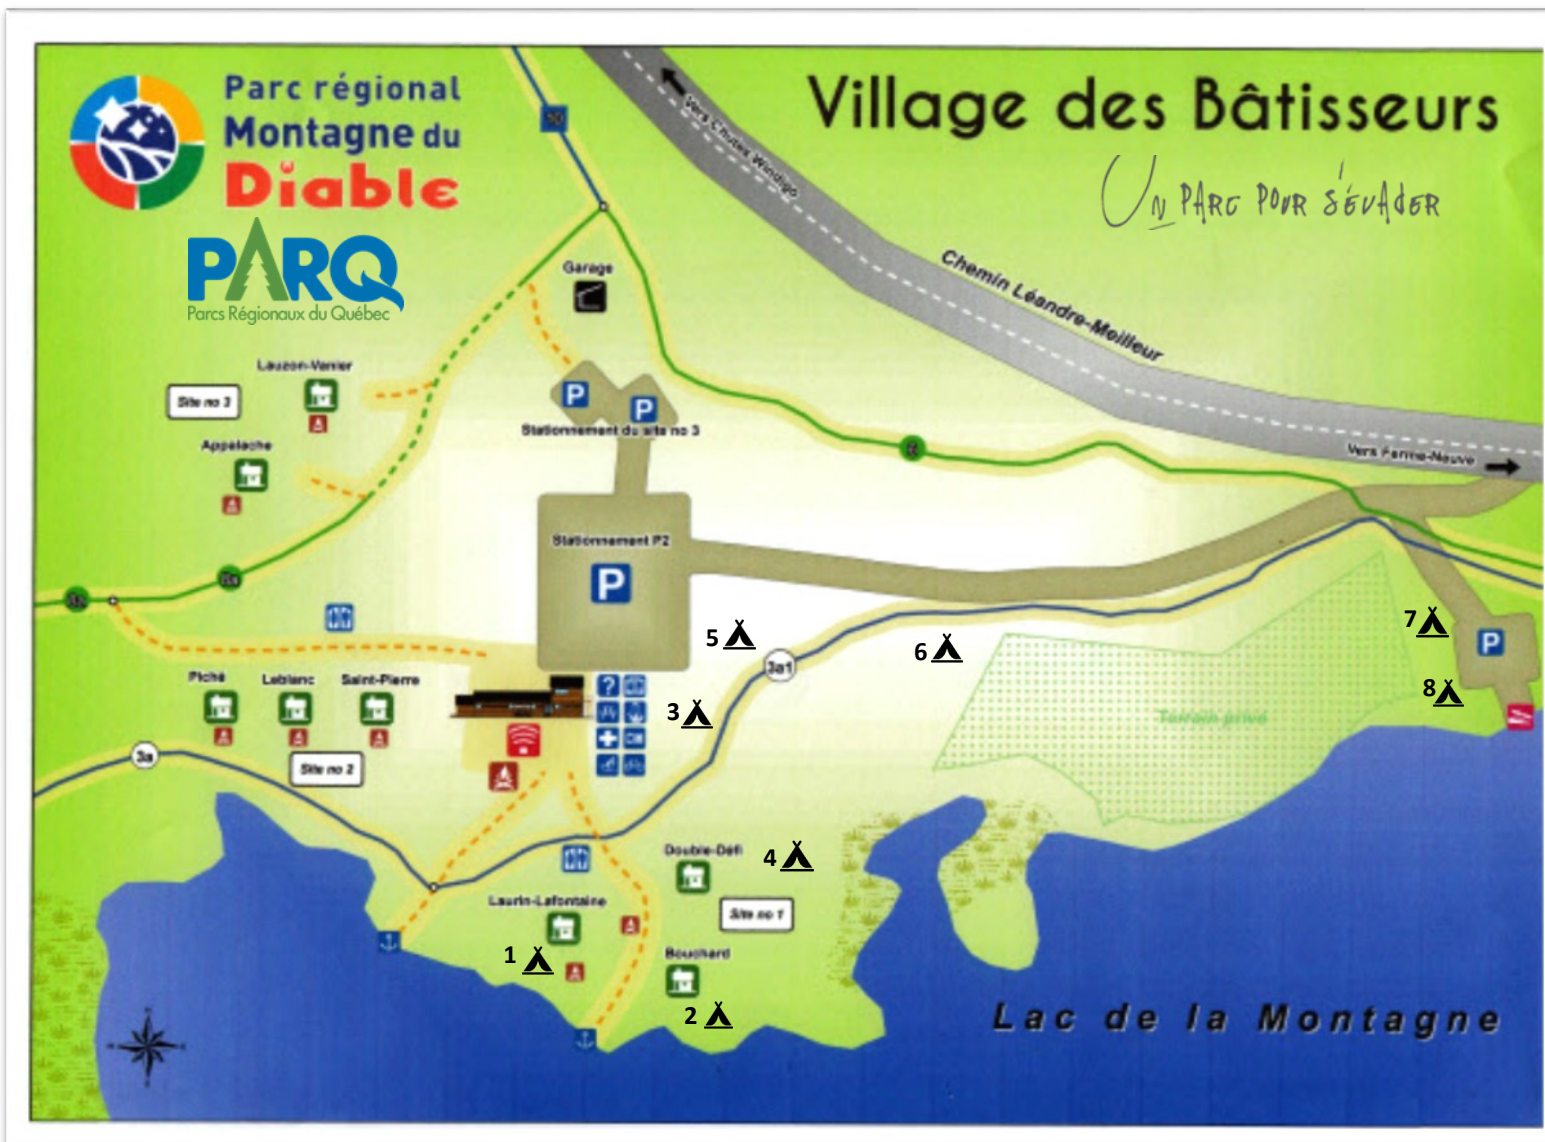 Parc régional
Montagne du
Diable
PARQ
Parcs Régionaux du Québec
Village des Bâtisseurs
Un PARC POUR S'ÉVADER
10
Vers Chutes Windigo
Chemin Léandre-Meilleur
Vers Ferme-Neuve
Garage
P
P
Stationnement du site no 3
Lauzon-Vanier
Site no 3
Appalache
Stationnement P2
P
5
6
7
P
8
3a1
3
Piché
Leblanc
Saint-Pierre
?
3a
Site no 2
Terrain privé
Double-Défi
4
Laurin-Lafontaine
Site no 1
1
Bouchard
2
Lac de la Montagne